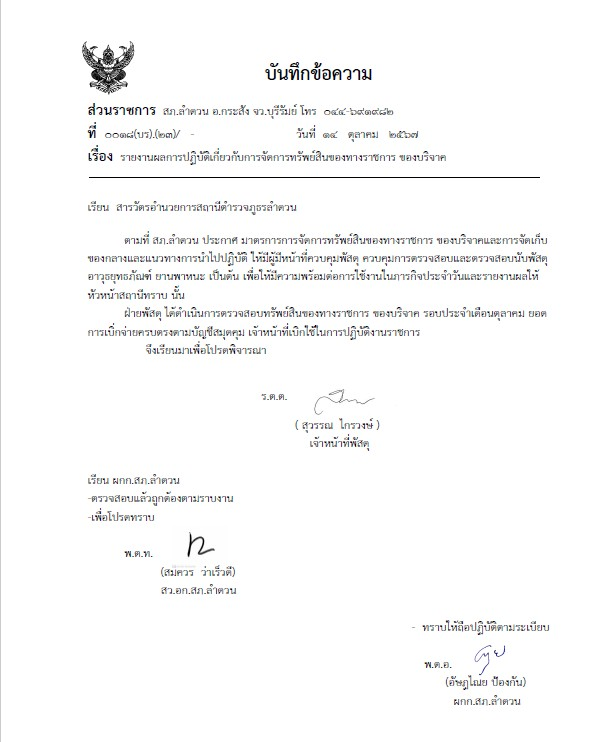 บันทึกข้อความ
ส่วนราชการ สภ.ลำดวน อ.กระสัง จว.บุรีรัมย์ โทร ๐๔๔-๖๙๑๙๘๒
ที่ ๐๐๑๘(บร).(๒๓)/ - วันที่ ๑๔ ตุลาคม ๒๕๖๗
เรื่อง รายงานผลการปฏิบัติเกี่ยวกับการจัดการทรัพย์สินของทางราชการ ของบริจาค
เรียน สารวัตรอำนวยการสถานีตำรวจภูธรลำดวน
ตามที่ สภ.ลำดวน ประกาศ มาตรการการจัดการทรัพย์สินของทางราชการ ของบริจาคและการจัดเก็บ
ของกลางและแนวทางการนำไปปฏิบัติ ให้มีผู้มีหน้าที่ควบคุมพัสดุ ควบคุมการตรวจสอบและตรวจสอบนับพัสดุ
อาวุธยุทธภัณฑ์ ยานพาหนะ เป็นต้น เพื่อให้มีความพร้อมต่อการใช้งานในภารกิจประจำวันและรายงานผลให้
หัวหน้าสถานีทราบ นั้น
ฝ่ายพัสดุ ได้ดำเนินการตรวจสอบทรัพย์สินของทางราชการ ของบริจาค รอบประจำเดือนตุลาคม ยอด
การเบิกจ่ายครบตรงตามบัญชีสมุดคุม เจ้าหน้าที่เบิกใช้ในการปฏิบัติงานราชการ
จึงเรียนมาเพื่อโปรดพิจารณา
ร.ต.ต.
( สุวรรณ ไกรวงษ์ )
เจ้าหน้าที่พัสดุ
เรียน ผกก.สภ.ลำดวน
-ตรวจสอบแล้วถูกต้องตามรายงาน
-เพื่อโปรดทราบ
พ.ต.ท.
(สมควร ว่าเร็วดี)
สว.อก.สภ.ลำดวน
- ทราบให้ถือปฏิบัติตามระเบียบ
พ.ต.อ.
(อัษฎไณย ป้องกัน)
ผกก.สภ.ลำดวน